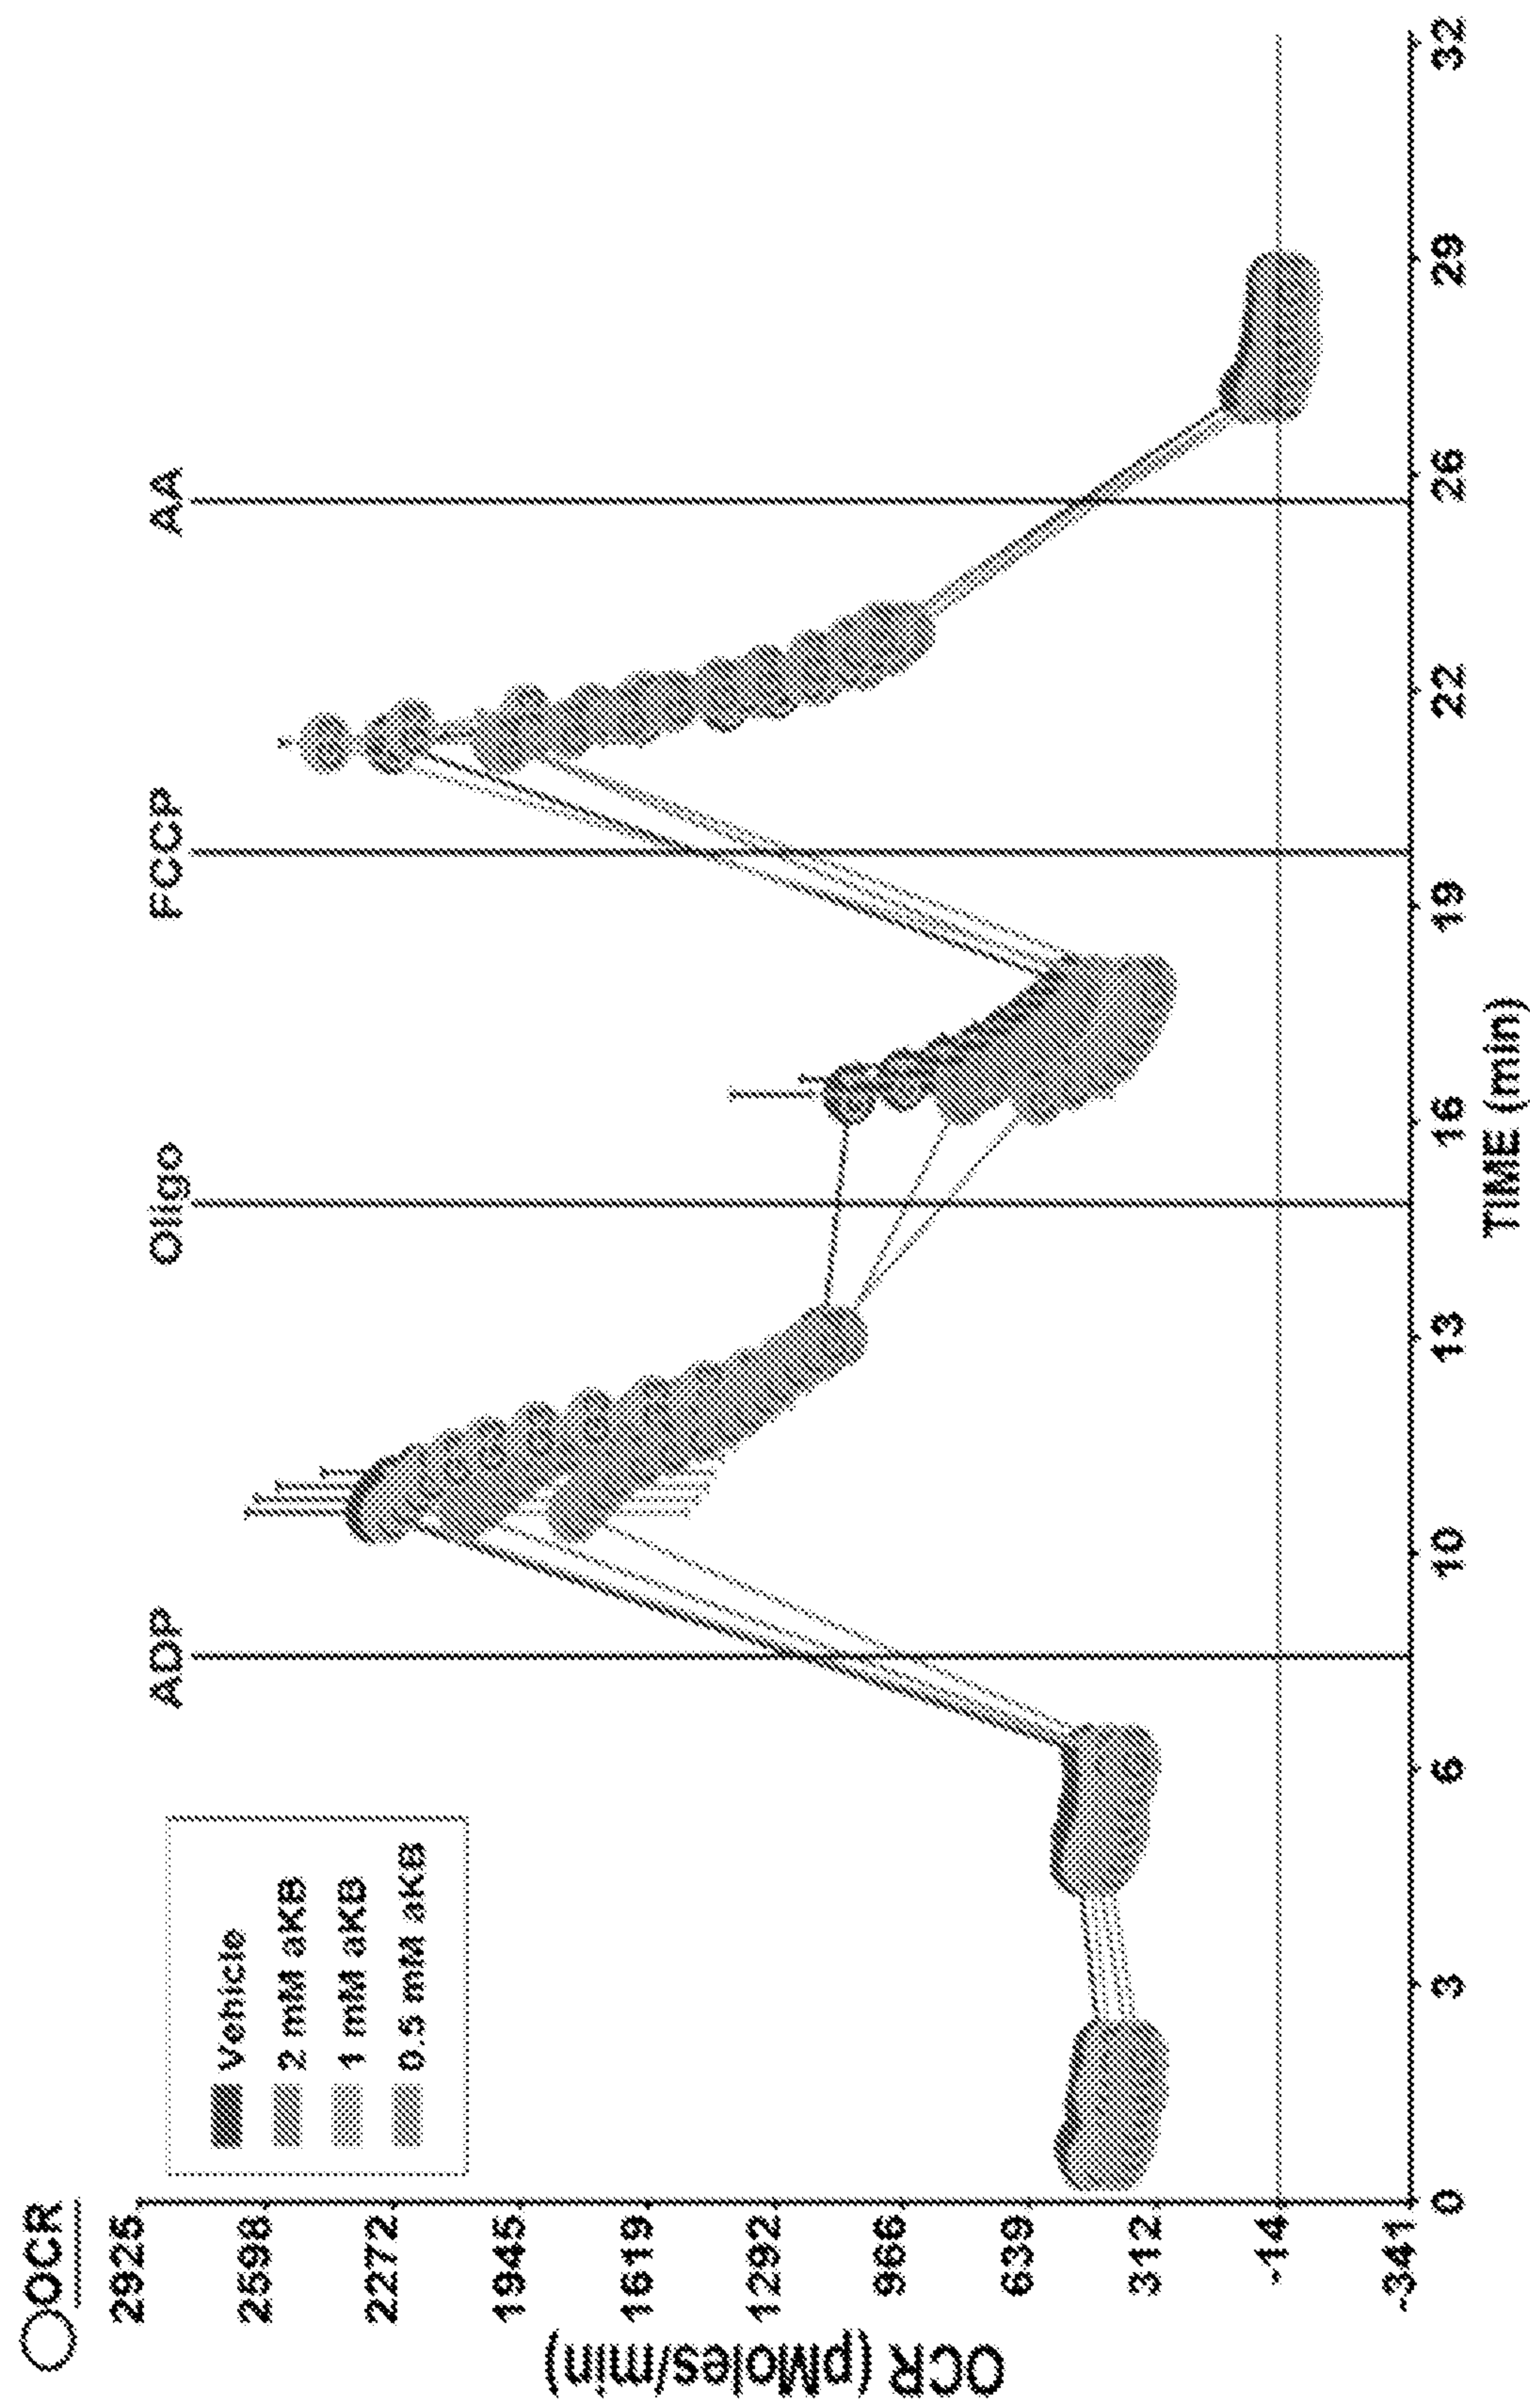 OCR
2925
2598
2272
1945
1619
1292
966
639
312
-14
-341
OCR (pMoles/min)
Vehicle
2 mM aKB
1 mM aKB
0.5 mM aKB
ADP
Oligo
FCCP
AA
0
3
6
10
13
16
19
22
26
29
32
TIME (min)